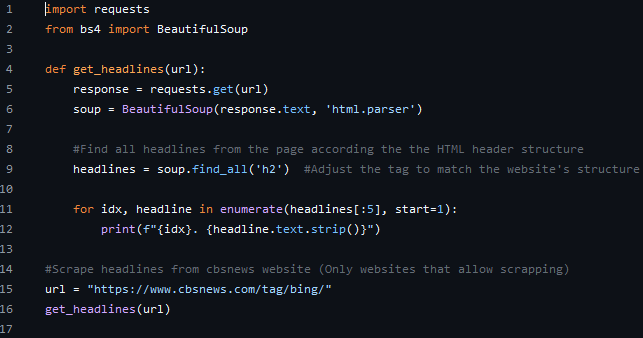 1 import requests
2 from bs4 import BeautifulSoup
3
4 def get_headlines(url):
5     response = requests.get(url)
6     soup = BeautifulSoup(response.text, 'html.parser')
7
8     #Find all headlines from the page according the the HTML header structure
9     headlines = soup.find_all('h2')  #Adjust the tag to match the website's structure
10
11     for idx, headline in enumerate(headlines[:5], start=1):
12         print(f"{idx}. {headline.text.strip()}")
13
14 #Scrape headlines from cbsnews website (Only websites that allow scrapping)
15 url = "https://www.cbsnews.com/tag/bing/"
16 get_headlines(url)
17